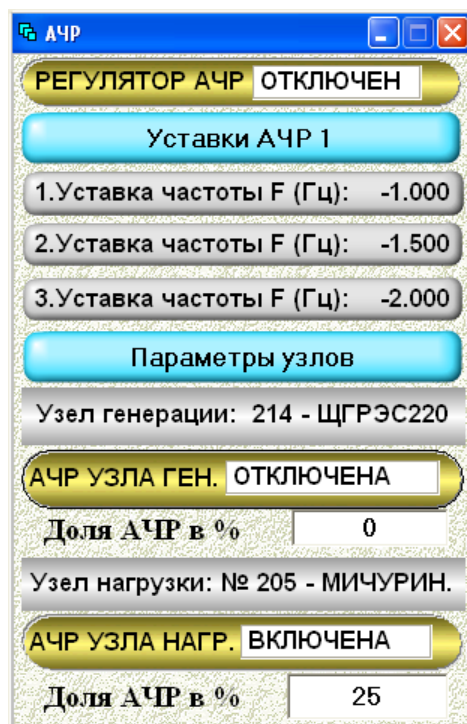 АЧР
РЕГУЛЯТОР АЧР ОТКЛЮЧЕН
Уставки АЧР 1
1.Уставка частоты F (Гц): -1.000
2.Уставка частоты F (Гц): -1.500
3.Уставка частоты F (Гц): -2.000
Параметры узлов
Узел генерации: 214 - ЩГРЭС220
АЧР УЗЛА ГЕН. ОТКЛЮЧЕНА
Доля АЧР в % 0
Узел нагрузки: № 205 - МИЧУРИН.
АЧР УЗЛА НАГР. ВКЛЮЧЕНА
Доля АЧР в % 25